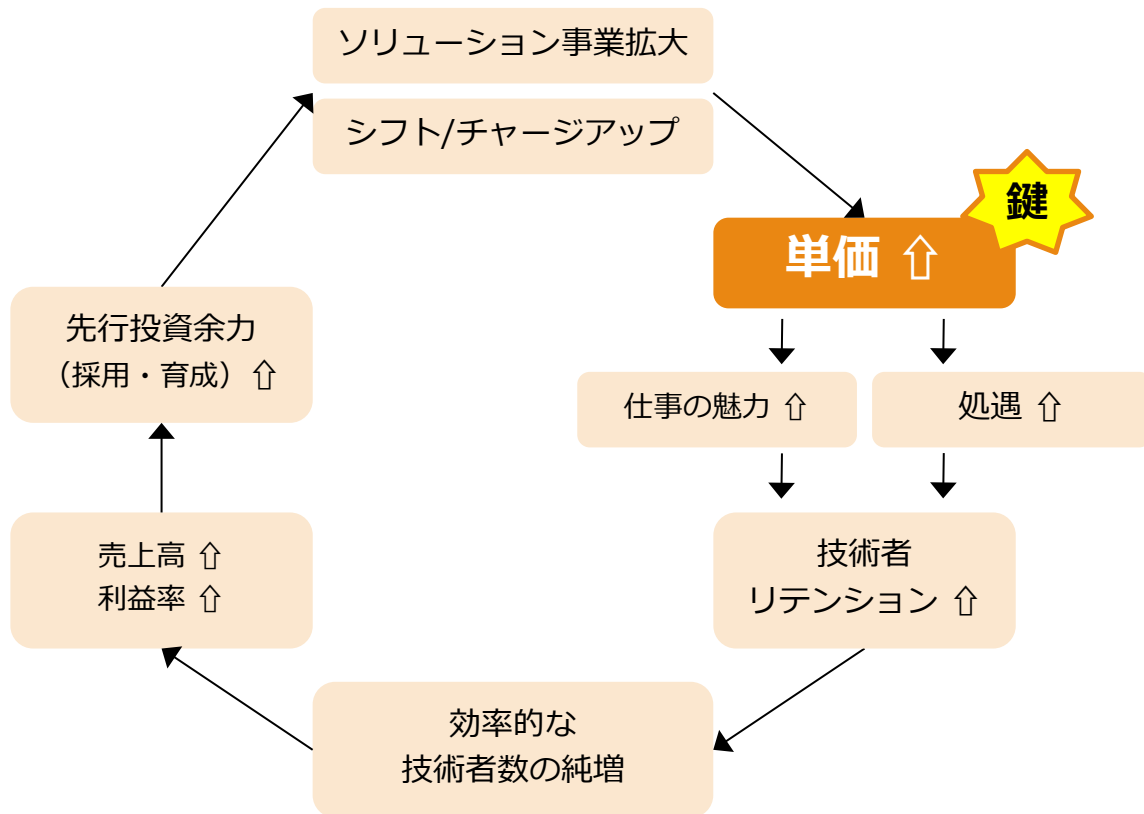 ソリューション事業拡大
シフト/チャージアップ
鍵
単価 ⇧
仕事の魅力 ⇧
処遇 ⇧
技術者
リテンション ⇧
効率的な
技術者数の純増
売上高 ⇧
利益率 ⇧
先行投資余力
（採用・育成）⇧